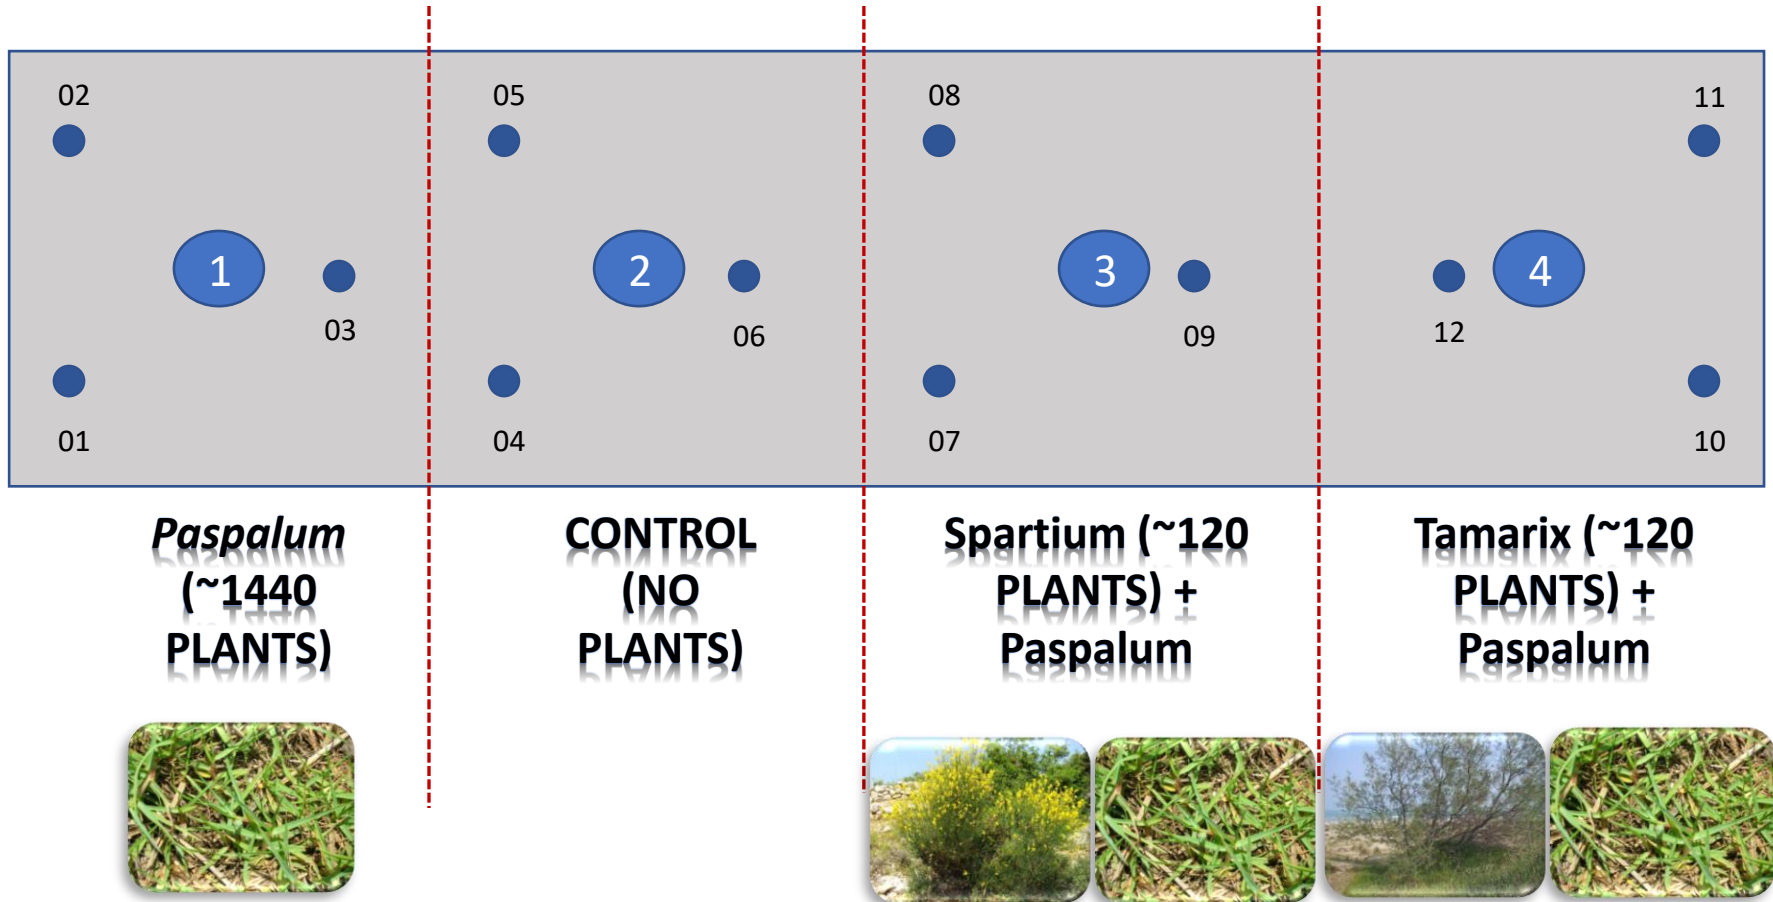 02
05
08
11
1
2
3
4
03
06
09
12
01
04
07
10
Paspalum
(~1440
PLANTS)
CONTROL
(NO
PLANTS)
Spartium (~120
PLANTS) +
Paspalum
Tamarix (~120
PLANTS) +
Paspalum